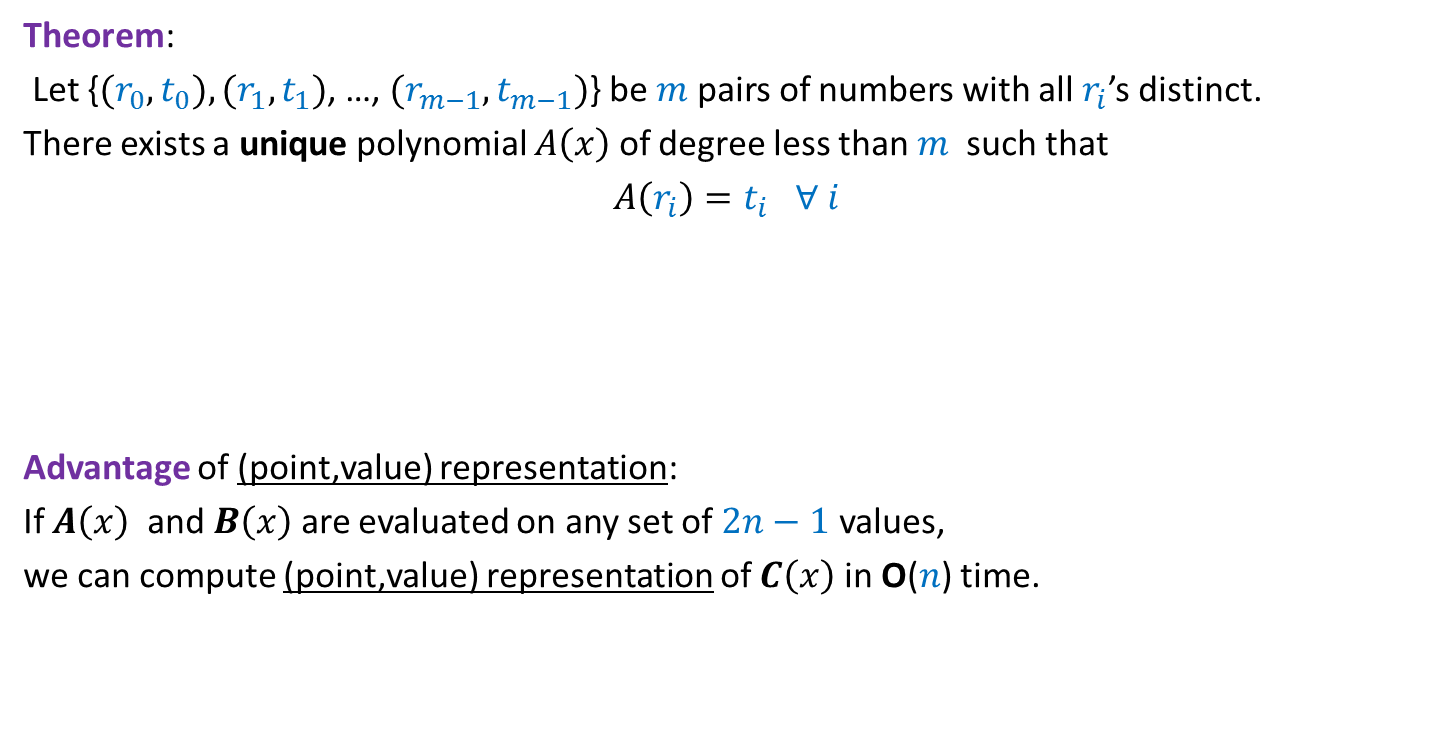 Theorem:
Let {(r₀, t₀), (r₁, t₁), …, (rₘ₋₁, tₘ₋₁)} be m pairs of numbers with all rᵢ’s distinct.
There exists a unique polynomial A(x) of degree less than m such that
A(rᵢ) = tᵢ ∀ i
Advantage of (point,value) representation:
If A(x) and B(x) are evaluated on any set of 2n − 1 values,
we can compute (point,value) representation of C(x) in O(n) time.